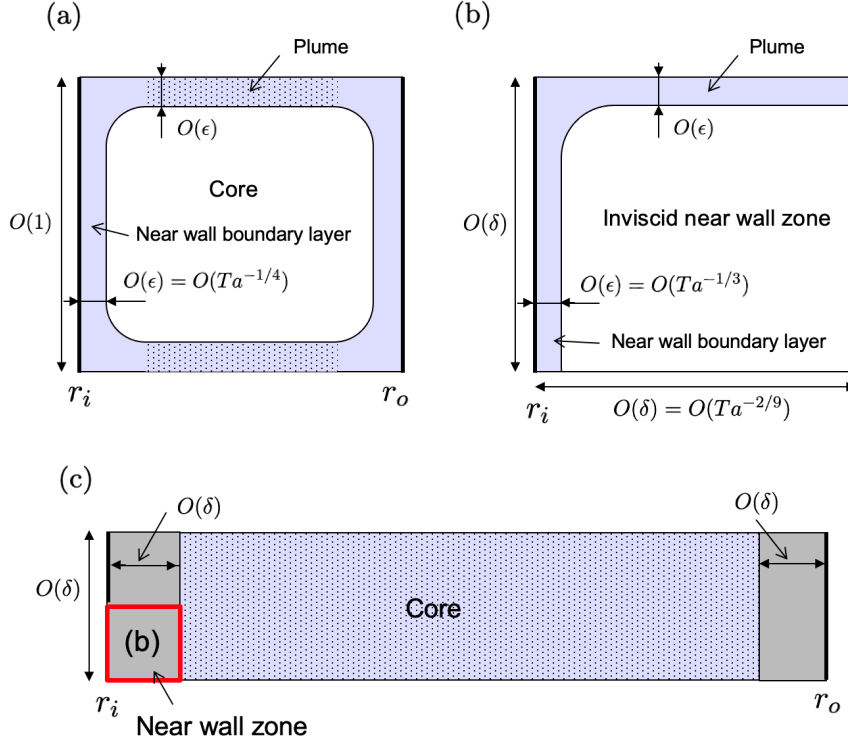 (a)
Plume
O(ϵ)
Core
O(1)
Near wall boundary layer
O(ϵ) = O(Ta^{-1/4})
r_i
r_o
(b)
Plume
O(ϵ)
O(δ)
Inviscid near wall zone
O(ϵ) = O(Ta^{-1/3})
Near wall boundary layer
r_i
O(δ) = O(Ta^{-2/9})
(c)
O(δ)
O(δ)
O(δ)
Core
(b)
r_i
r_o
Near wall zone